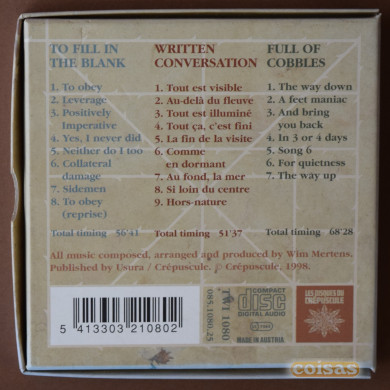 TO FILL IN
THE BLANK
1. To obey
2. Leverage
3. Positively
Imperative
4. Yes, I never did
5. Neither do I too
6. Collateral
damage
7. Sidemen
8. To obey
(reprise)
Total timing 56'41
WRITTEN
CONVERSATION
1. Tout est visible
2. Au-delà du fleuve
3. Tout est illuminé
4. Tout ça, c'est fini
5. La fin de la visite
6. Comme
en dormant
7. Au fond, la mer
8. Si loin du centre
9. Hors-nature
Total timing 51'37
FULL OF
COBBLES
1. The way down
2. A feet maniac
3. And bring
you back
4. In 3 or 4 days
5. Song 6
6. For quietness
7. The way up
Total timing 68'28
All music composed, arranged and produced by Wim Mertens.
Published by Usura / Crépuscule. © Crépuscule, 1998.
5 413303 210802
TWI 1080
085.1080.25
COMPACT
disc
DIGITAL AUDIO
MADE IN AUSTRIA
LES DISQUES DU
CRÉPUSCULE
coisas